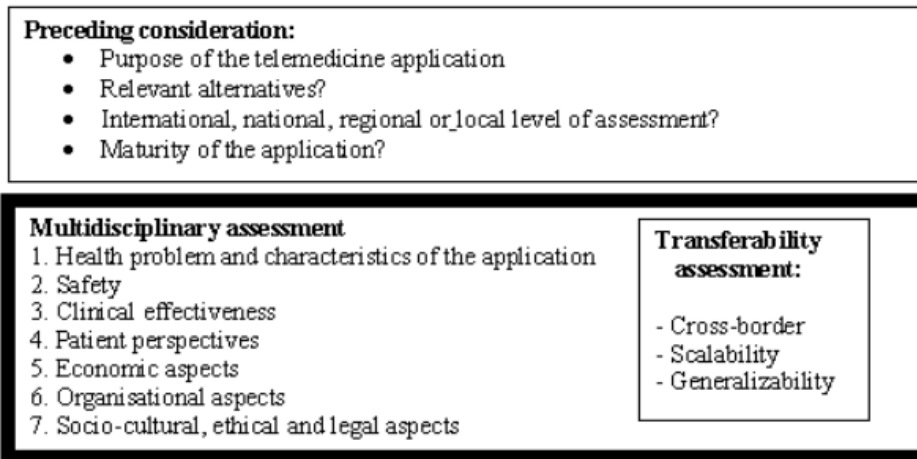 Preceding consideration:
• Purpose of the telemedicine application
• Relevant alternatives?
• International, national, regional or local level of assessment?
• Maturity of the application?
Multidisciplinary assessment
1. Health problem and characteristics of the application
2. Safety
3. Clinical effectiveness
4. Patient perspectives
5. Economic aspects
6. Organisational aspects
7. Socio-cultural, ethical and legal aspects
Transferability
assessment:
- Cross-border
- Scalability
- Generalizability